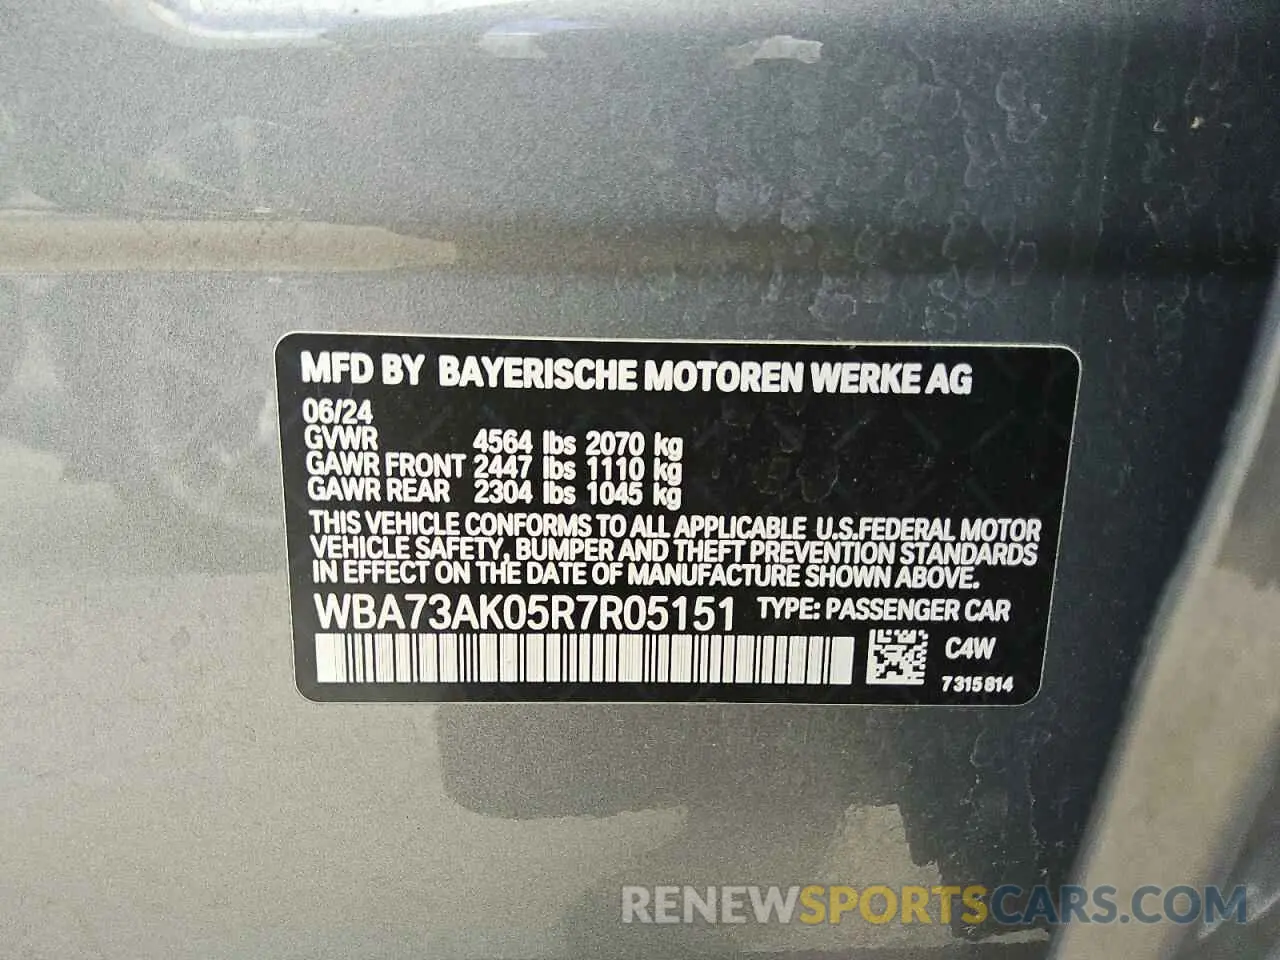 MFD BY BAYERISCHE MOTOREN WERKE AG
06/24
GVWR 4564 lbs 2070 kg
GAWR FRONT 2447 lbs 1110 kg
GAWR REAR 2304 lbs 1045 kg
THIS VEHICLE CONFORMS TO ALL APPLICABLE U.S.FEDERAL MOTOR
VEHICLE SAFETY, BUMPER AND THEFT PREVENTION STANDARDS
IN EFFECT ON THE DATE OF MANUFACTURE SHOWN ABOVE.
WBA73AK05R7R05151 TYPE: PASSENGER CAR
C4W
7315814
RENEWSPORTSCARS.COM